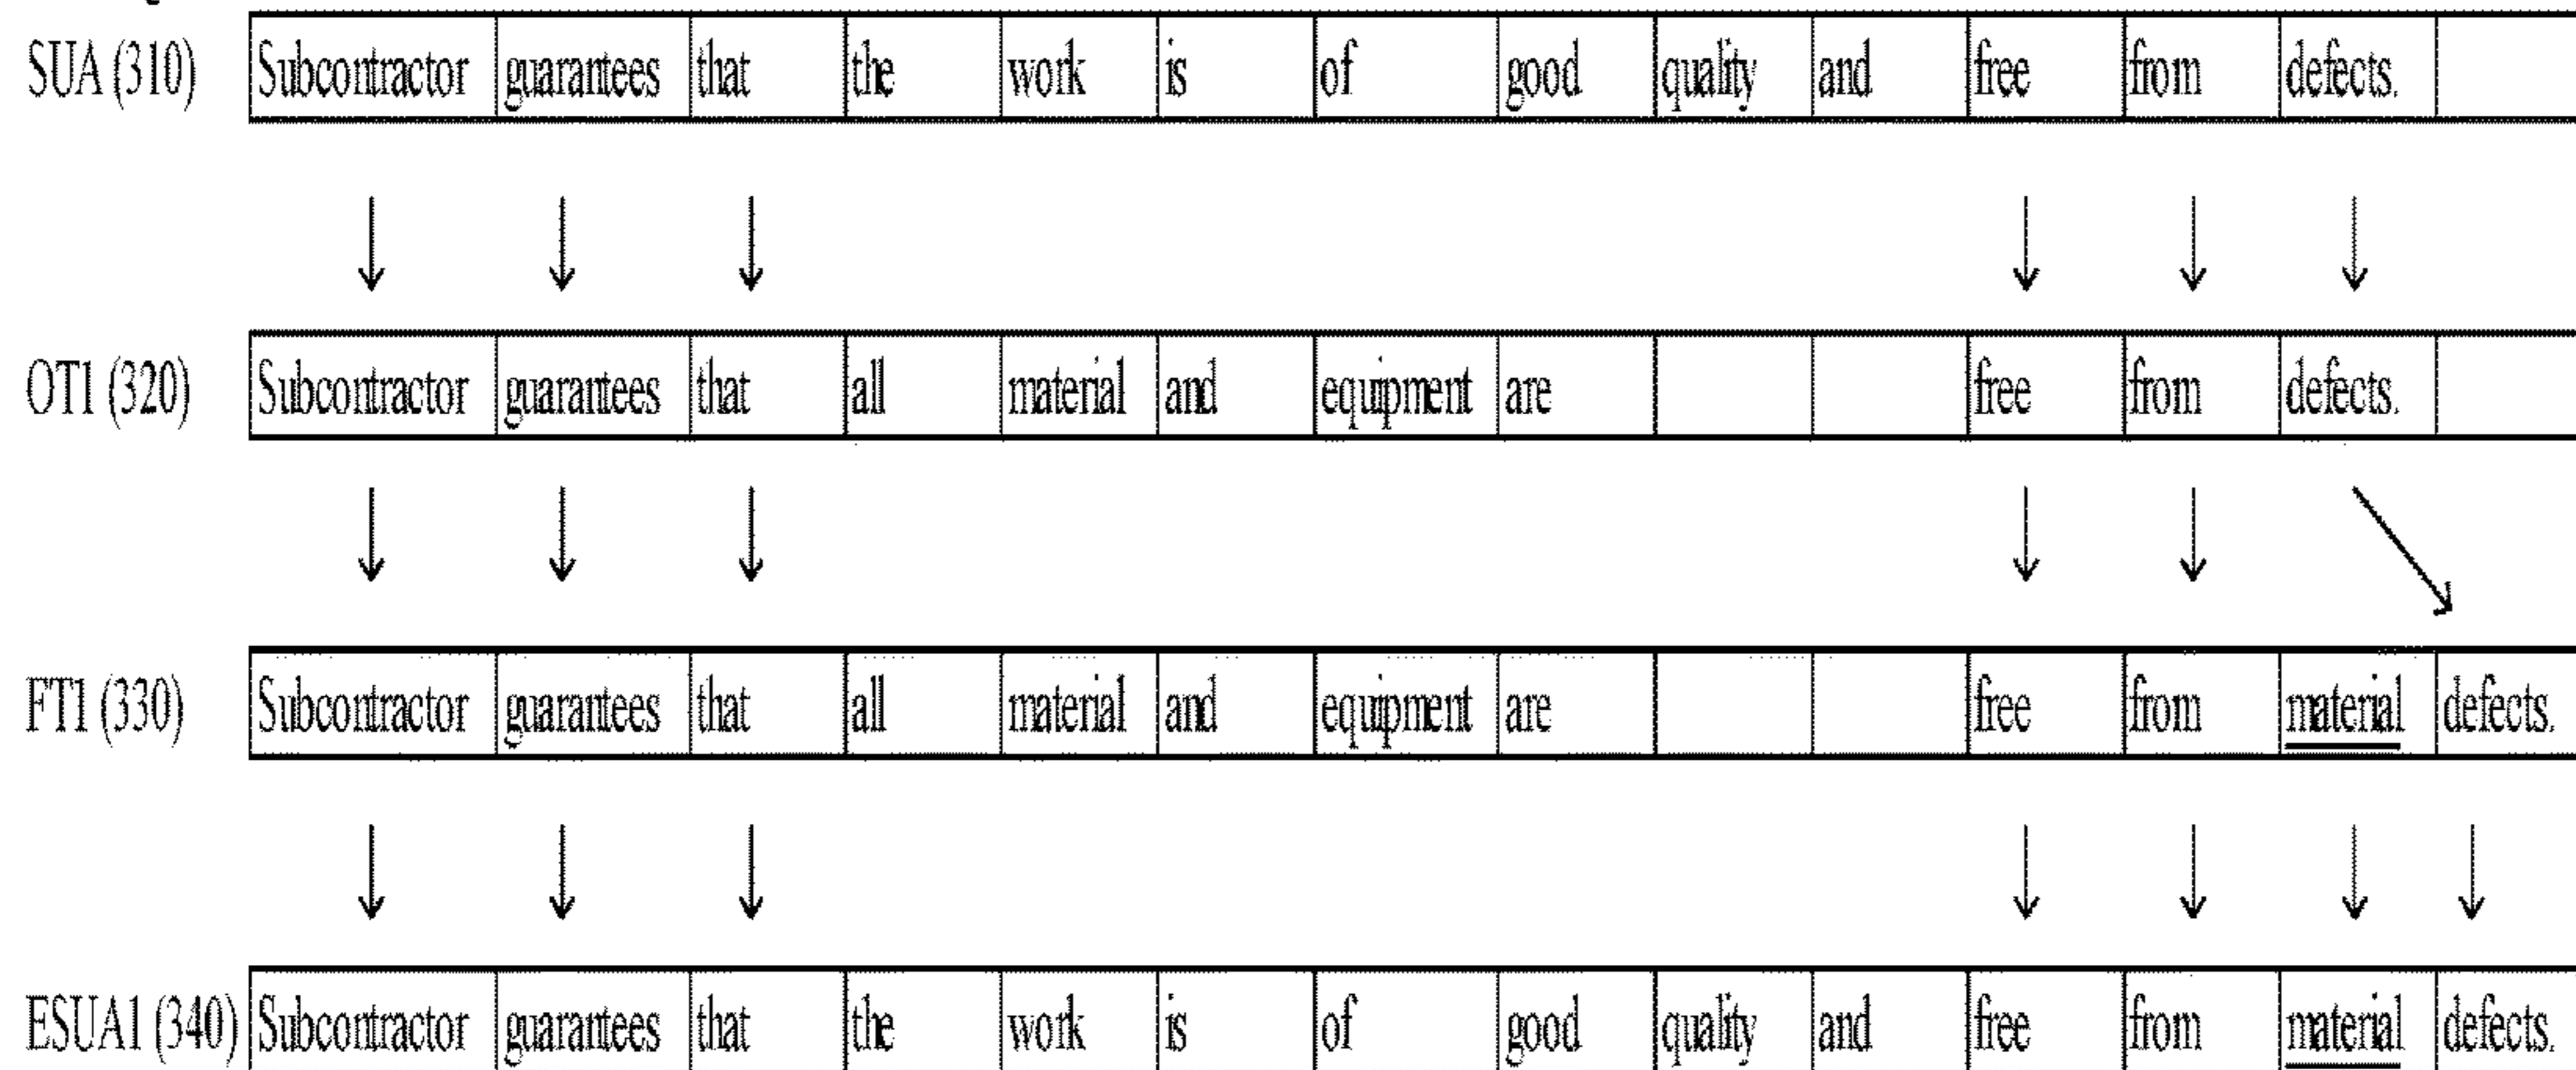 SUA (310) Subcontractor guarantees that the work is of good quality and free from defects.
OT1 (320) Subcontractor guarantees that all material and equipment are free from defects.
FT1 (330) Subcontractor guarantees that all material and equipment are free from material defects.
ESUA1 (340) Subcontractor guarantees that the work is of good quality and free from material defects.